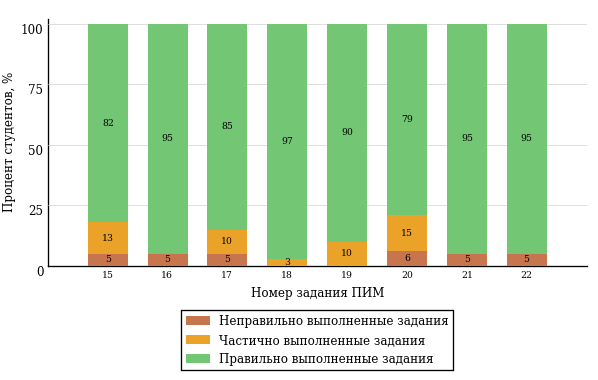 Процент студентов, %
100
75
50
25
0
82 95 85 97 90 79 95 95
13 10 3 10 15
5 5 5 6 5 5
15 16 17 18 19 20 21 22
Номер задания ПИМ
Неправильно выполненные задания
Частично выполненные задания
Правильно выполненные задания